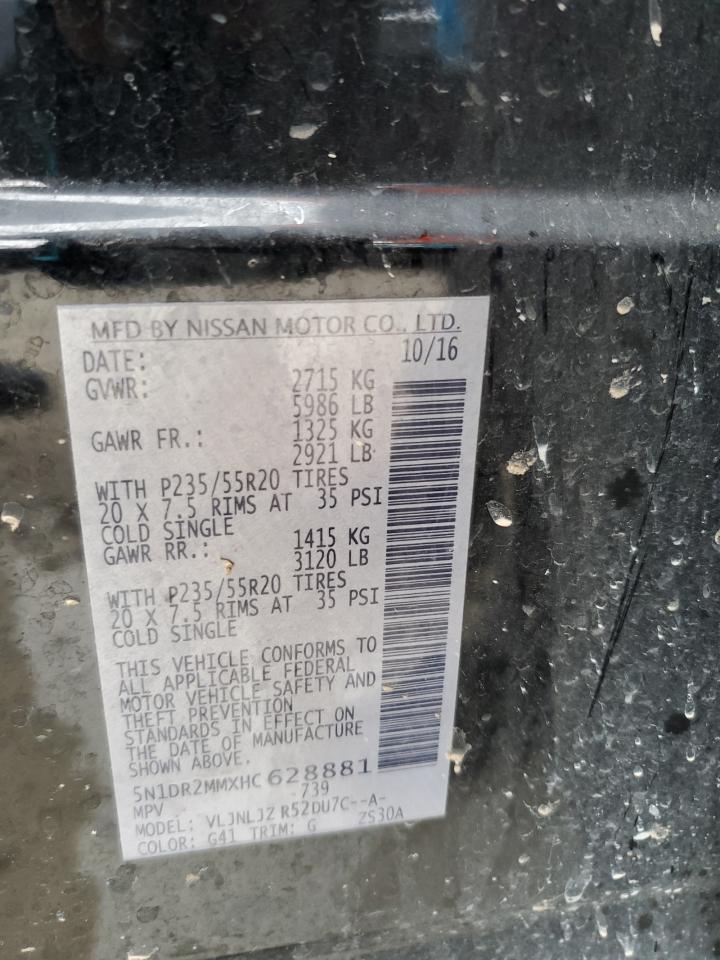 MFD BY NISSAN MOTOR CO., LTD.
DATE: 10/16
GVWR: 2715 KG
5986 LB
GAWR FR.: 1325 KG
2921 LB
WITH P235/55R20 TIRES
20 X 7.5 RIMS AT 35 PSI
COLD SINGLE
GAWR RR.: 1415 KG
3120 LB
WITH P235/55R20 TIRES
20 X 7.5 RIMS AT 35 PSI
COLD SINGLE
THIS VEHICLE CONFORMS TO
ALL APPLICABLE FEDERAL
MOTOR VEHICLE SAFETY AND
THEFT PREVENTION
STANDARDS IN EFFECT ON
THE DATE OF MANUFACTURE
SHOWN ABOVE.
5N1DR2MMXHC628881
MPV 739
MODEL: VLJNLJZ R52DU7C--A-
COLOR: G41 TRIM: G ZS30A